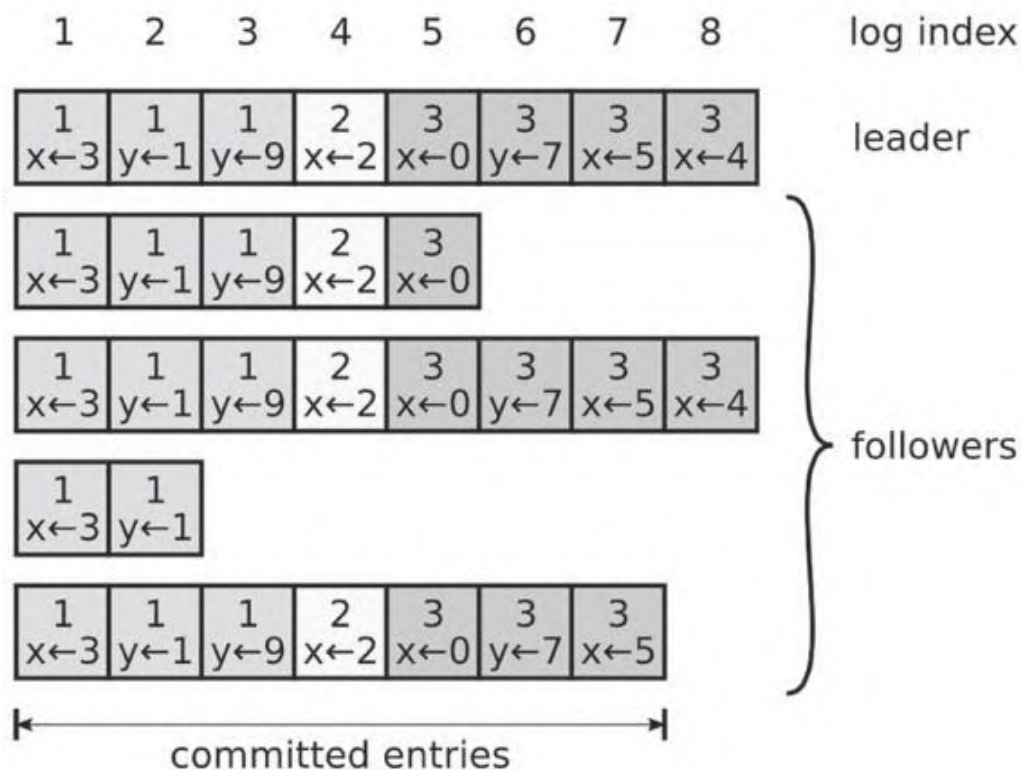 1 2 3 4 5 6 7 8 log index
1 1 1 2 3 3 3 3
x←3 y←1 y←9 x←2 x←0 y←7 x←5 x←4
leader
1 1 1 2 3
x←3 y←1 y←9 x←2 x←0
1 1 1 2 3 3 3 3
x←3 y←1 y←9 x←2 x←0 y←7 x←5 x←4
followers
1 1
x←3 y←1
1 1 1 2 3 3 3
x←3 y←1 y←9 x←2 x←0 y←7 x←5
committed entries